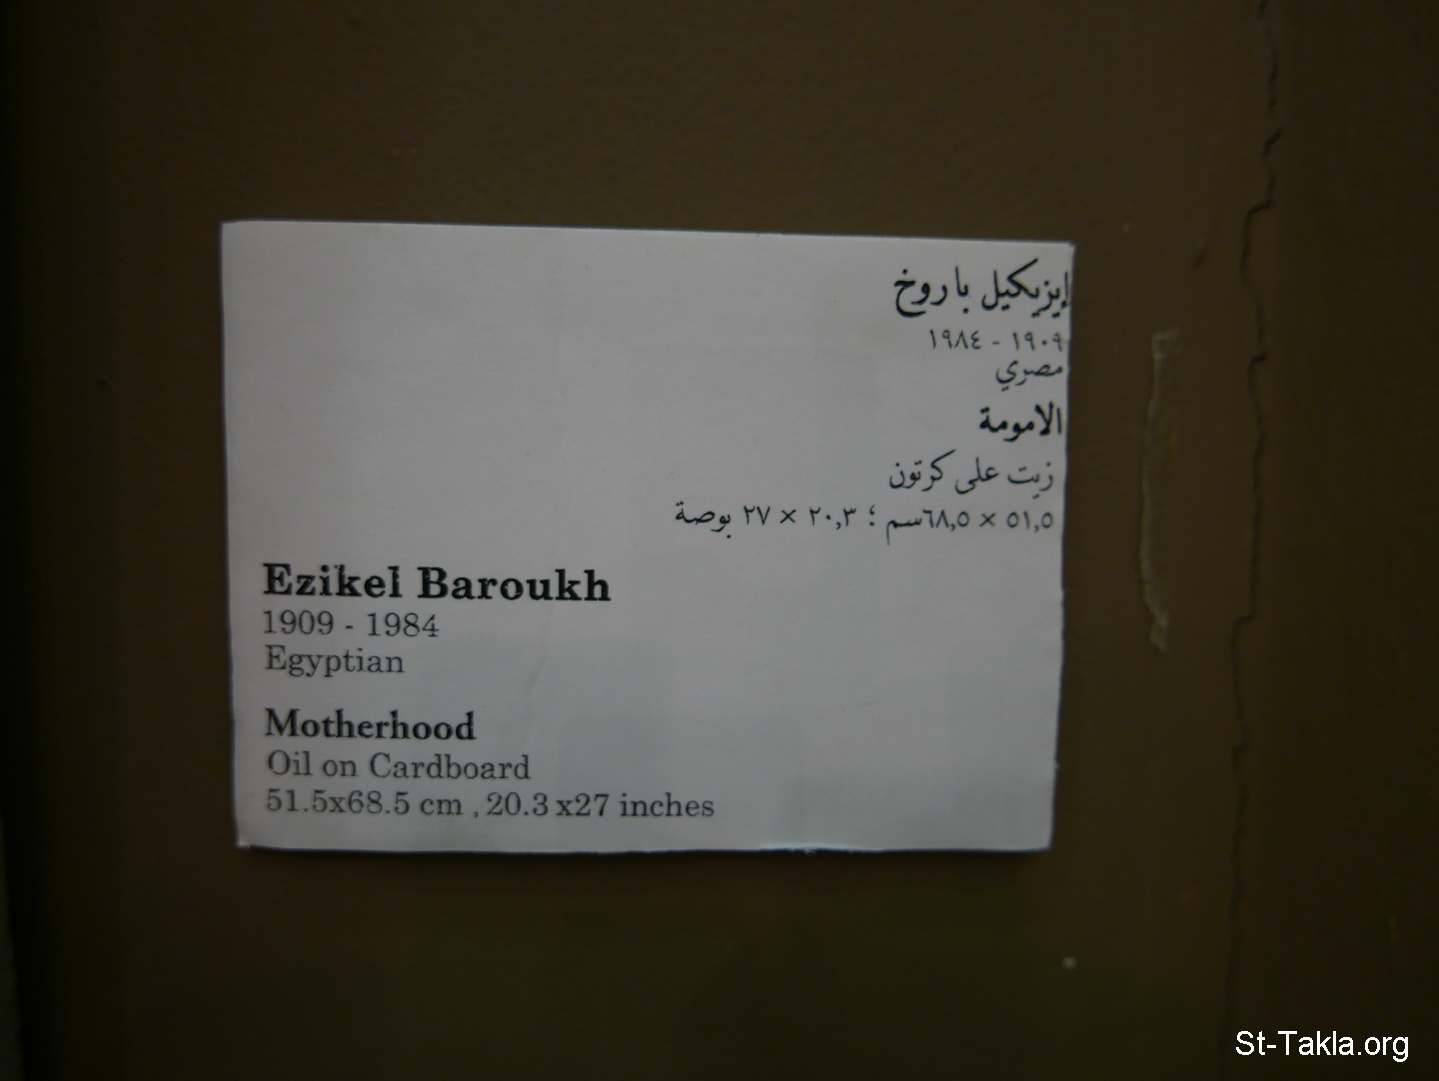 إيزيكيل باروخ
١٩٠٩ - ١٩٨٤
مصري
الامومة
زيت على كرتون
٥١,٥ × ٦٨,٥سم ؛ ٢٠,٣ × ٢٧ بوصة
Ezikel Baroukh
1909 - 1984
Egyptian
Motherhood
Oil on Cardboard
51.5x68.5 cm , 20.3 x27 inches
St-Takla.org